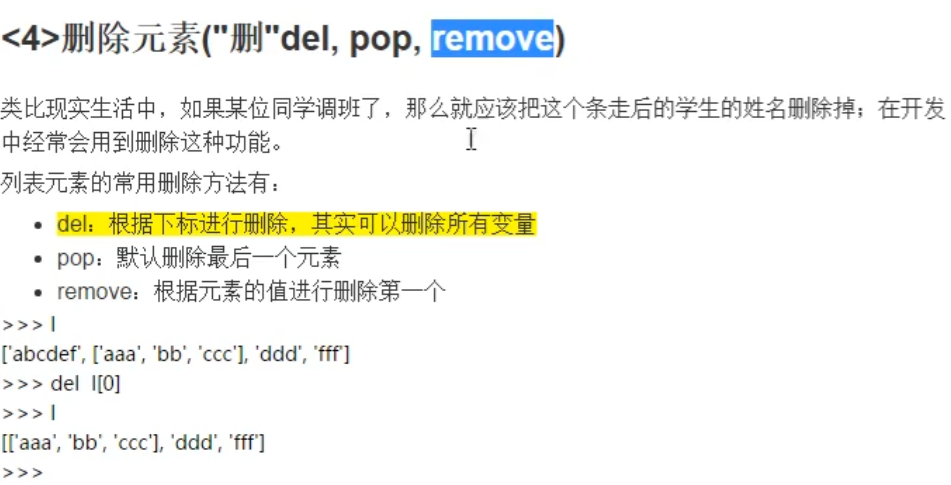 <4>删除元素("删"del, pop, remove)
类比现实生活中，如果某位同学调班了，那么就应该把这个条走后的学生的姓名删除掉；在开发
中经常会用到删除这种功能。
列表元素的常用删除方法有：
• del：根据下标进行删除，其实可以删除所有变量
• pop：默认删除最后一个元素
• remove：根据元素的值进行删除第一个
>>> l
['abcdef', ['aaa', 'bb', 'ccc'], 'ddd', 'fff']
>>> del  l[0]
>>> l
[['aaa', 'bb', 'ccc'], 'ddd', 'fff']
>>>